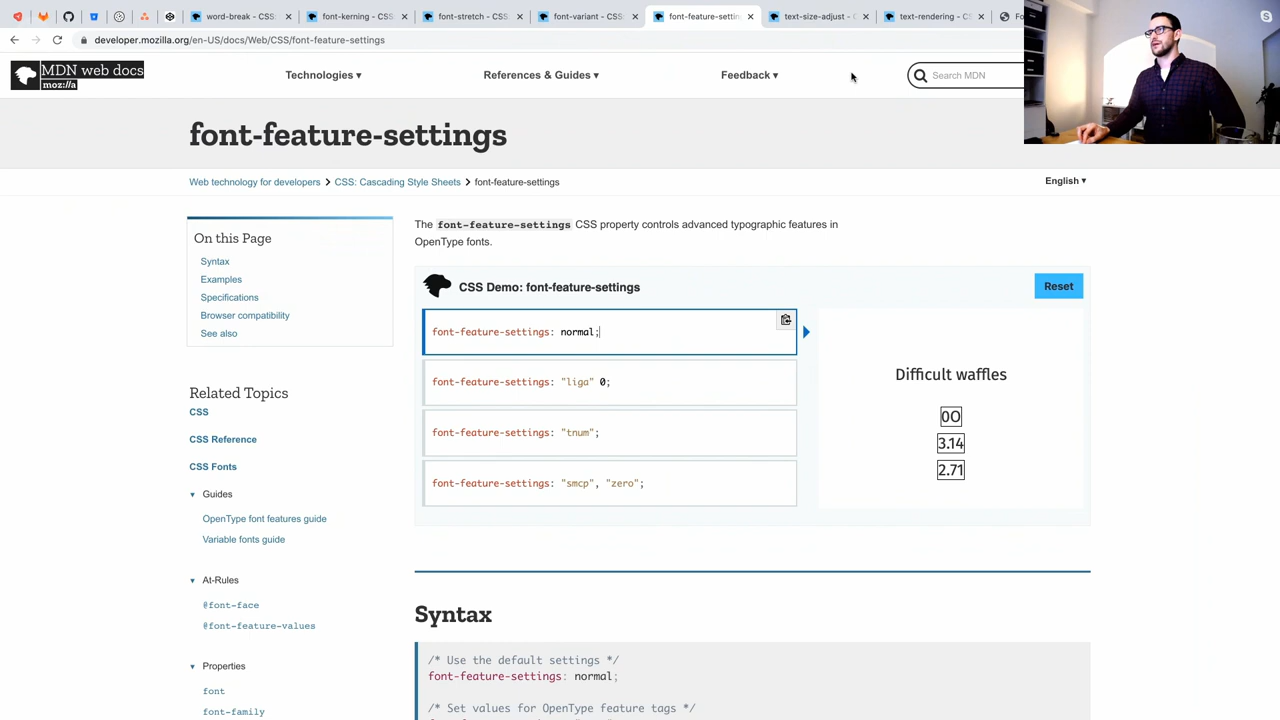 word-break - CSS:
font-kerning - CSS
font-stretch - CSS
font-variant - CSS:
font-feature-settin
text-size-adjust - C
text-rendering - CS
Fo
developer.mozilla.org/en-US/docs/Web/CSS/font-feature-settings
MDN web docs
moz://a
Technologies ▾
References & Guides ▾
Feedback ▾
Search MDN
font-feature-settings
Web technology for developers
CSS: Cascading Style Sheets
font-feature-settings
English ▾
On this Page
Syntax
Examples
Specifications
Browser compatibility
See also
Related Topics
CSS
CSS Reference
CSS Fonts
Guides
OpenType font features guide
Variable fonts guide
At-Rules
@font-face
@font-feature-values
Properties
font
font-family
The font-feature-settings CSS property controls advanced typographic features in
OpenType fonts.
CSS Demo: font-feature-settings
Reset
font-feature-settings: normal;
font-feature-settings: "liga" 0;
font-feature-settings: "tnum";
font-feature-settings: "smcp", "zero";
Difficult waffles
0O
3.14
2.71
Syntax
/* Use the default settings */
font-feature-settings: normal;
/* Set values for OpenType feature tags */